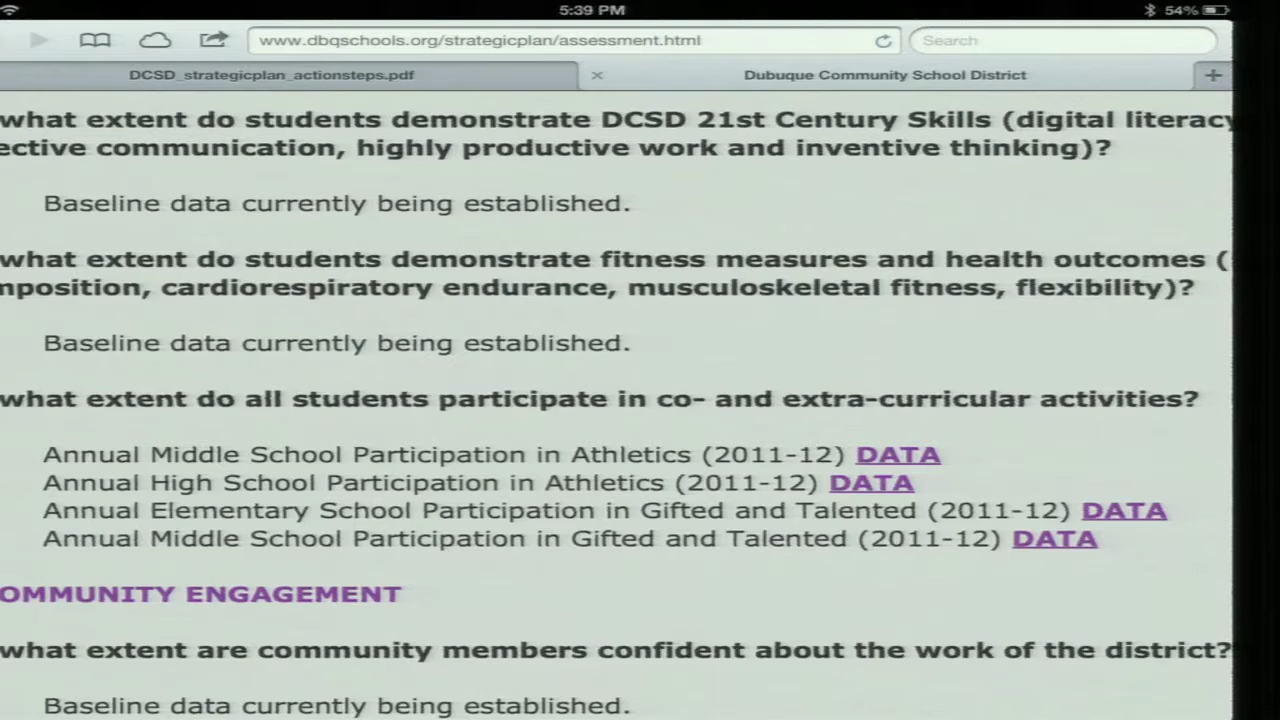 5:39 PM
54%
www.dbqschools.org/strategicplan/assessment.html
Search
DCSD_strategicplan_actionsteps.pdf
Dubuque Community School District
what extent do students demonstrate DCSD 21st Century Skills (digital literacy
ective communication, highly productive work and inventive thinking)?
Baseline data currently being established.
what extent do students demonstrate fitness measures and health outcomes (
mposition, cardiorespiratory endurance, musculoskeletal fitness, flexibility)?
Baseline data currently being established.
what extent do all students participate in co- and extra-curricular activities?
Annual Middle School Participation in Athletics (2011-12) DATA
Annual High School Participation in Athletics (2011-12) DATA
Annual Elementary School Participation in Gifted and Talented (2011-12) DATA
Annual Middle School Participation in Gifted and Talented (2011-12) DATA
OMMUNITY ENGAGEMENT
what extent are community members confident about the work of the district?
Baseline data currently being established.